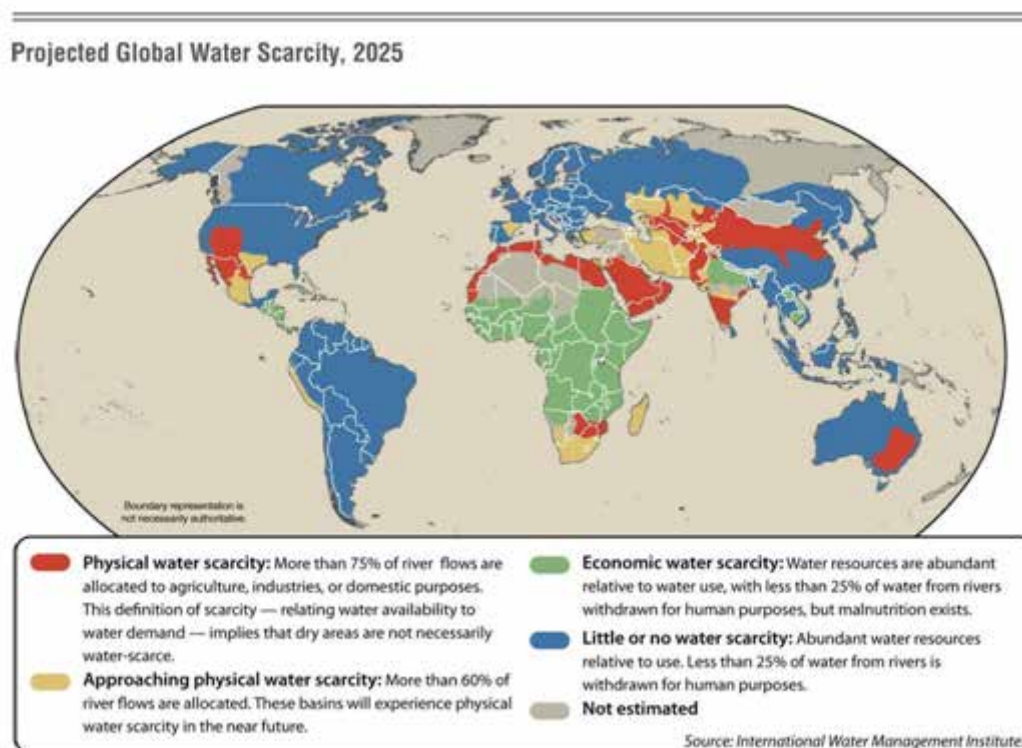 Projected Global Water Scarcity, 2025
Boundary representation is
not necessarily authoritative.
Physical water scarcity: More than 75% of river flows are
allocated to agriculture, industries, or domestic purposes.
This definition of scarcity — relating water availability to
water demand — implies that dry areas are not necessarily
water-scarce.
Approaching physical water scarcity: More than 60% of
river flows are allocated. These basins will experience physical
water scarcity in the near future.
Economic water scarcity: Water resources are abundant
relative to water use, with less than 25% of water from rivers
withdrawn for human purposes, but malnutrition exists.
Little or no water scarcity: Abundant water resources
relative to use. Less than 25% of water from rivers is
withdrawn for human purposes.
Not estimated
Source: International Water Management Institute